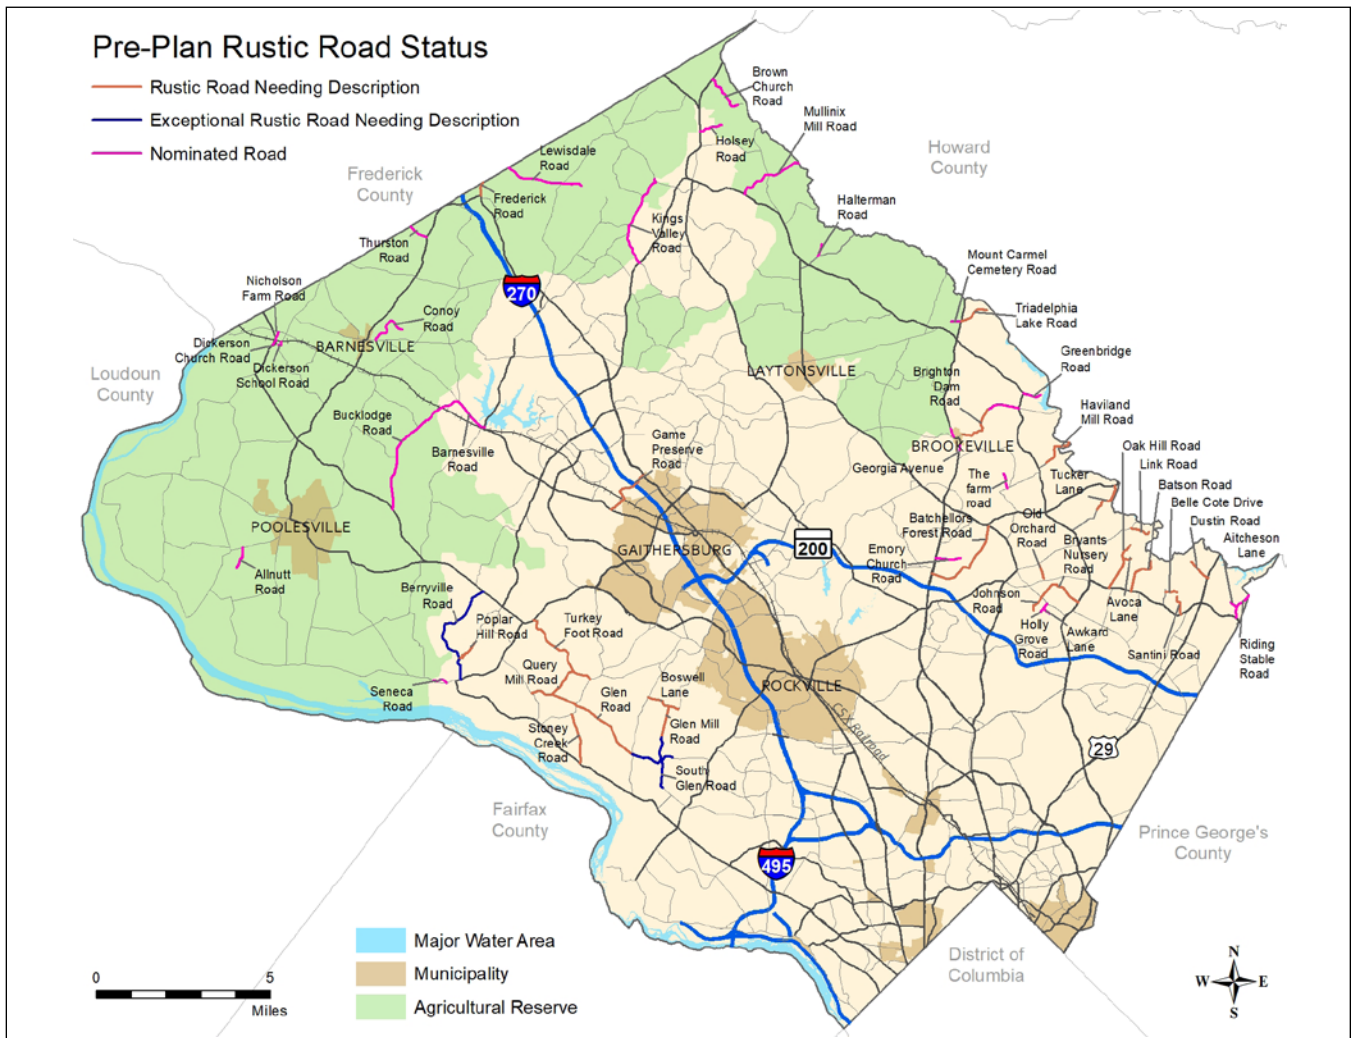 Pre-Plan Rustic Road Status
Rustic Road Needing Description
Exceptional Rustic Road Needing Description
Nominated Road
Brown
Church
Road
Mullinix
Mill Road
Holsey
Road
Howard
County
Lewisdale
Road
Frederick
County
Frederick
Road
Halterman
Road
Kings
Valley
Road
Thurston
Road
Mount Carmel
Cemetery Road
Nicholson
Farm Road
270
Triadelphia
Lake Road
Conoy
Road
Dickerson
Church Road
BARNESVILLE
Greenbridge
Road
Dickerson
School Road
LAYTONSVILLE
Brighton
Dam
Road
Loudoun
County
Haviland
Mill Road
Bucklodge
Road
Barnesville
Road
Game
Preserve
Road
BROOKEVILLE
Oak Hill Road
Link Road
Georgia Avenue
The
farm
road
Tucker
Lane
Batson Road
Belle Cote Drive
POOLESVILLE
Batchellors
Forest Road
Old
Orchard
Road
Dustin Road
Aitcheson
Lane
GAITHERSBURG
200
Emory
Church
Road
Bryants
Nursery
Road
Allnutt
Road
Berryville
Road
Johnson
Road
Avoca
Lane
Poplar
Hill Road
Turkey
Foot Road
Holly
Grove
Road
Awkard
Lane
Santini Road
Riding
Stable
Road
Query
Mill Road
Boswell
Lane
Seneca
Road
Glen
Road
ROCKVILLE
CSX Railroad
Stoney
Creek
Road
Glen Mill
Road
29
South
Glen Road
Fairfax
County
Prince George's
County
495
Major Water Area
Municipality
Agricultural Reserve
District of
Columbia
0 5
Miles
N
W E
S